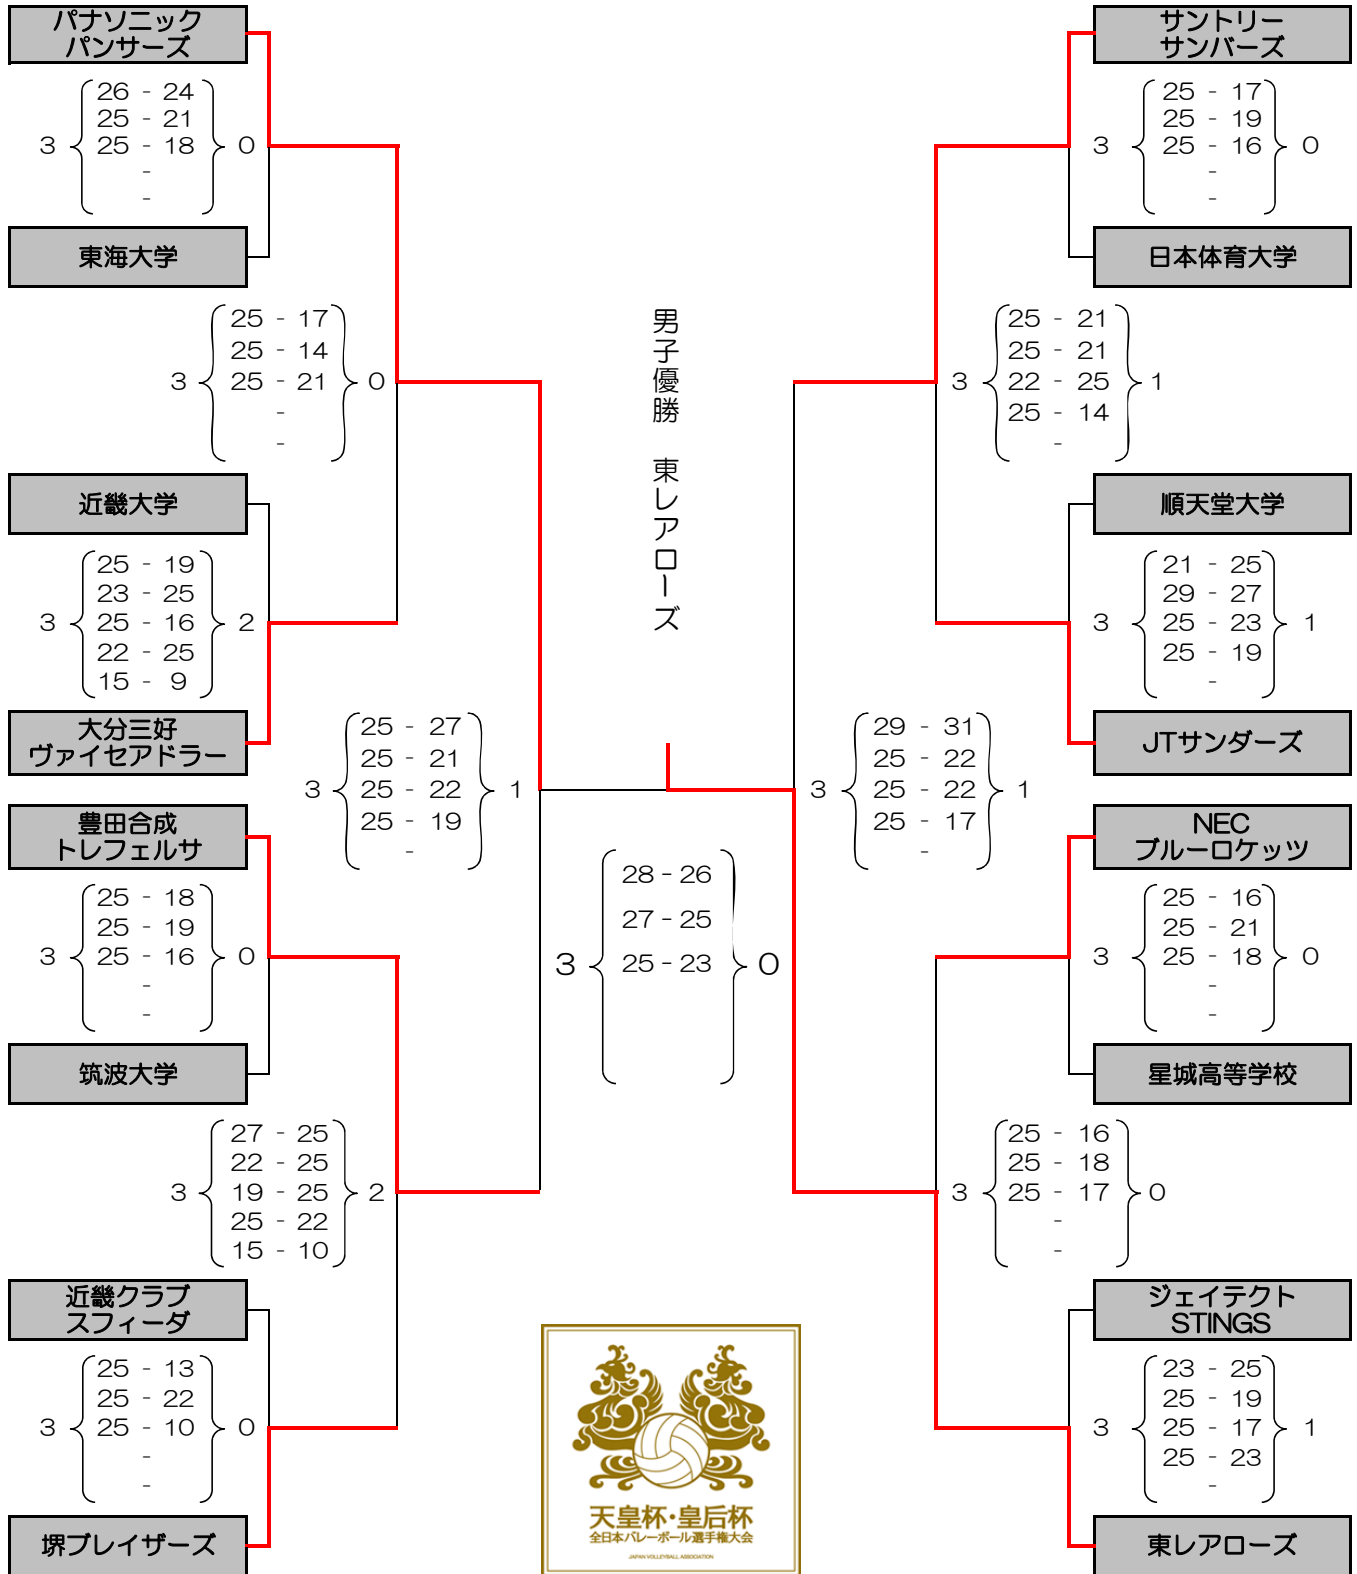 パナソニック
パンサーズ
3
26 - 24
25 - 21
25 - 18
-
-
0
東海大学
3
25 - 17
25 - 14
25 - 21
-
-
0
近畿大学
3
25 - 19
23 - 25
25 - 16
22 - 25
15 - 9
2
大分三好
ヴァイセアドラー
3
25 - 27
25 - 21
25 - 22
25 - 19
-
1
豊田合成
トレフェルサ
3
25 - 18
25 - 19
25 - 16
-
-
0
筑波大学
3
27 - 25
22 - 25
19 - 25
25 - 22
15 - 10
2
近畿クラブ
スフィーダ
3
25 - 13
25 - 22
25 - 10
-
-
0
堺ブレイザーズ
男子優勝 東レアローズ
3
28 - 26
27 - 25
25 - 23
0
サントリー
サンバーズ
3
25 - 17
25 - 19
25 - 16
-
-
0
日本体育大学
3
25 - 21
25 - 21
22 - 25
25 - 14
-
1
順天堂大学
3
21 - 25
29 - 27
25 - 23
25 - 19
-
1
JTサンダーズ
3
29 - 31
25 - 22
25 - 22
25 - 17
-
1
NEC
ブルーロケッツ
3
25 - 16
25 - 21
25 - 18
-
-
0
星城高等学校
3
25 - 16
25 - 18
25 - 17
-
-
0
ジェイテクト
STINGS
3
23 - 25
25 - 19
25 - 17
25 - 23
-
1
東レアローズ
天皇杯・皇后杯
全日本バレーボール選手権大会
JAPAN VOLLEYBALL ASSOCIATION